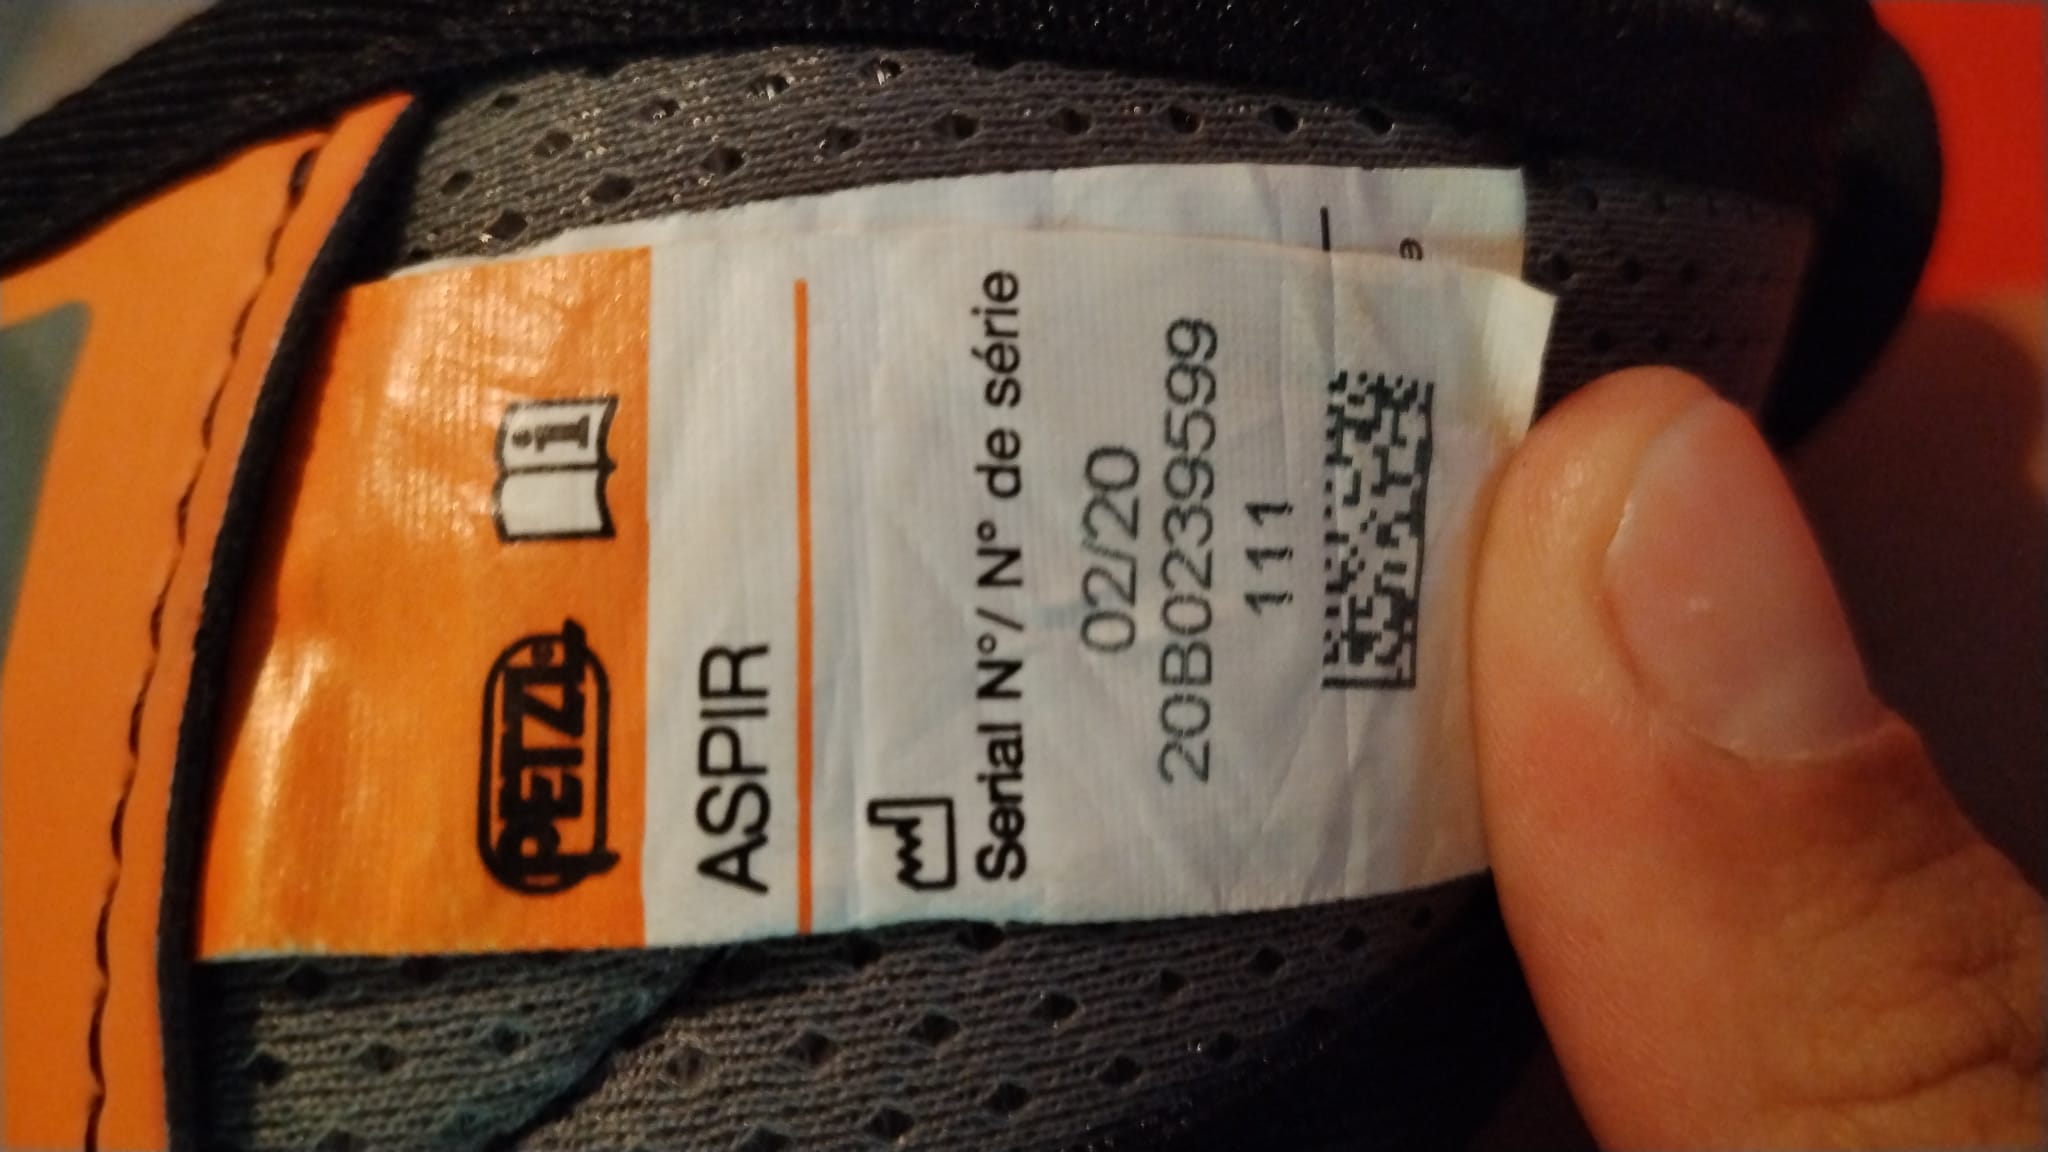 PETZL
i
ASPIR
Serial N°/ N° de série
02/20
20B0239599
111